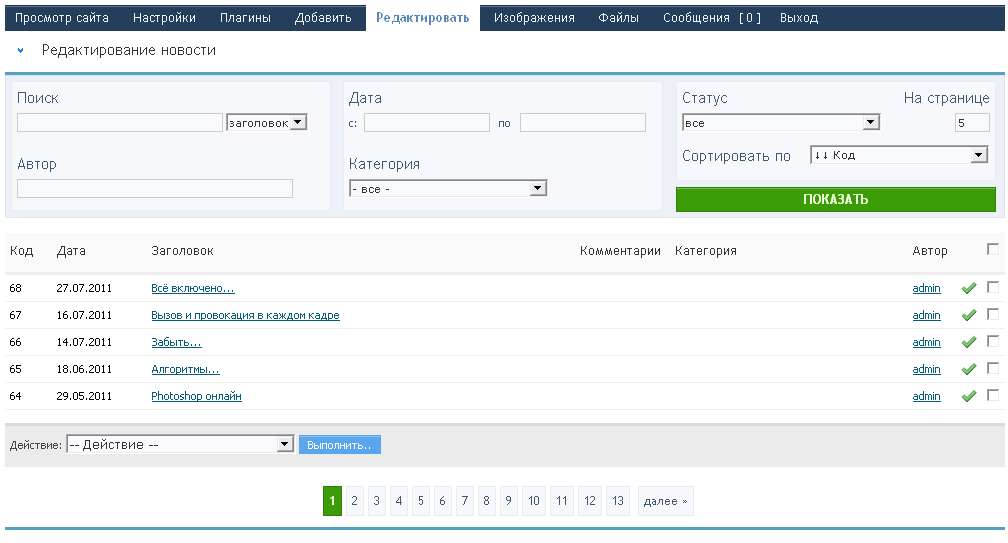 Просмотр сайта Настройки Плагины Добавить Редактировать Изображения Файлы Сообщения [ 0 ] Выход
Редактирование новости
Поиск Дата Статус На странице
заголовок с: по все 5
Автор Категория Сортировать по ↓↓ Код
- все -
ПОКАЗАТЬ
Код Дата Заголовок Комментарии Категория Автор
68 27.07.2011 Всё включено... admin
67 16.07.2011 Вызов и провокация в каждом кадре admin
66 14.07.2011 Забыть... admin
65 18.06.2011 Алгоритмы... admin
64 29.05.2011 Photoshop онлайн admin
Действие: -- Действие -- Выполнить..
1 2 3 4 5 6 7 8 9 10 11 12 13 далее »